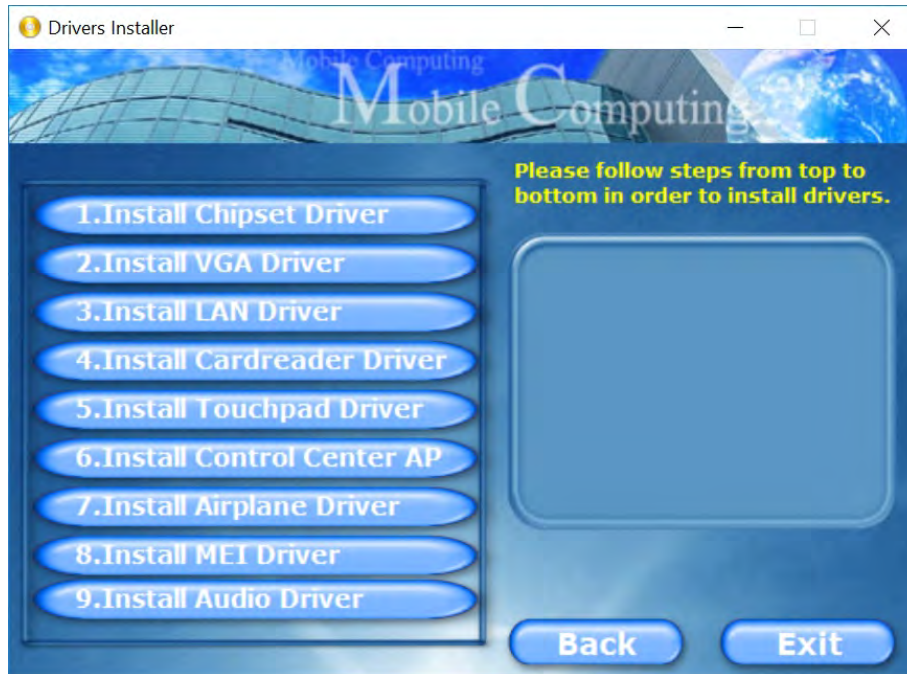 Drivers Installer
Mobile Computing
Mobile Computing
Please follow steps from top to
bottom in order to install drivers.
1.Install Chipset Driver
2.Install VGA Driver
3.Install LAN Driver
4.Install Cardreader Driver
5.Install Touchpad Driver
6.Install Control Center AP
7.Install Airplane Driver
8.Install MEI Driver
9.Install Audio Driver
Back
Exit